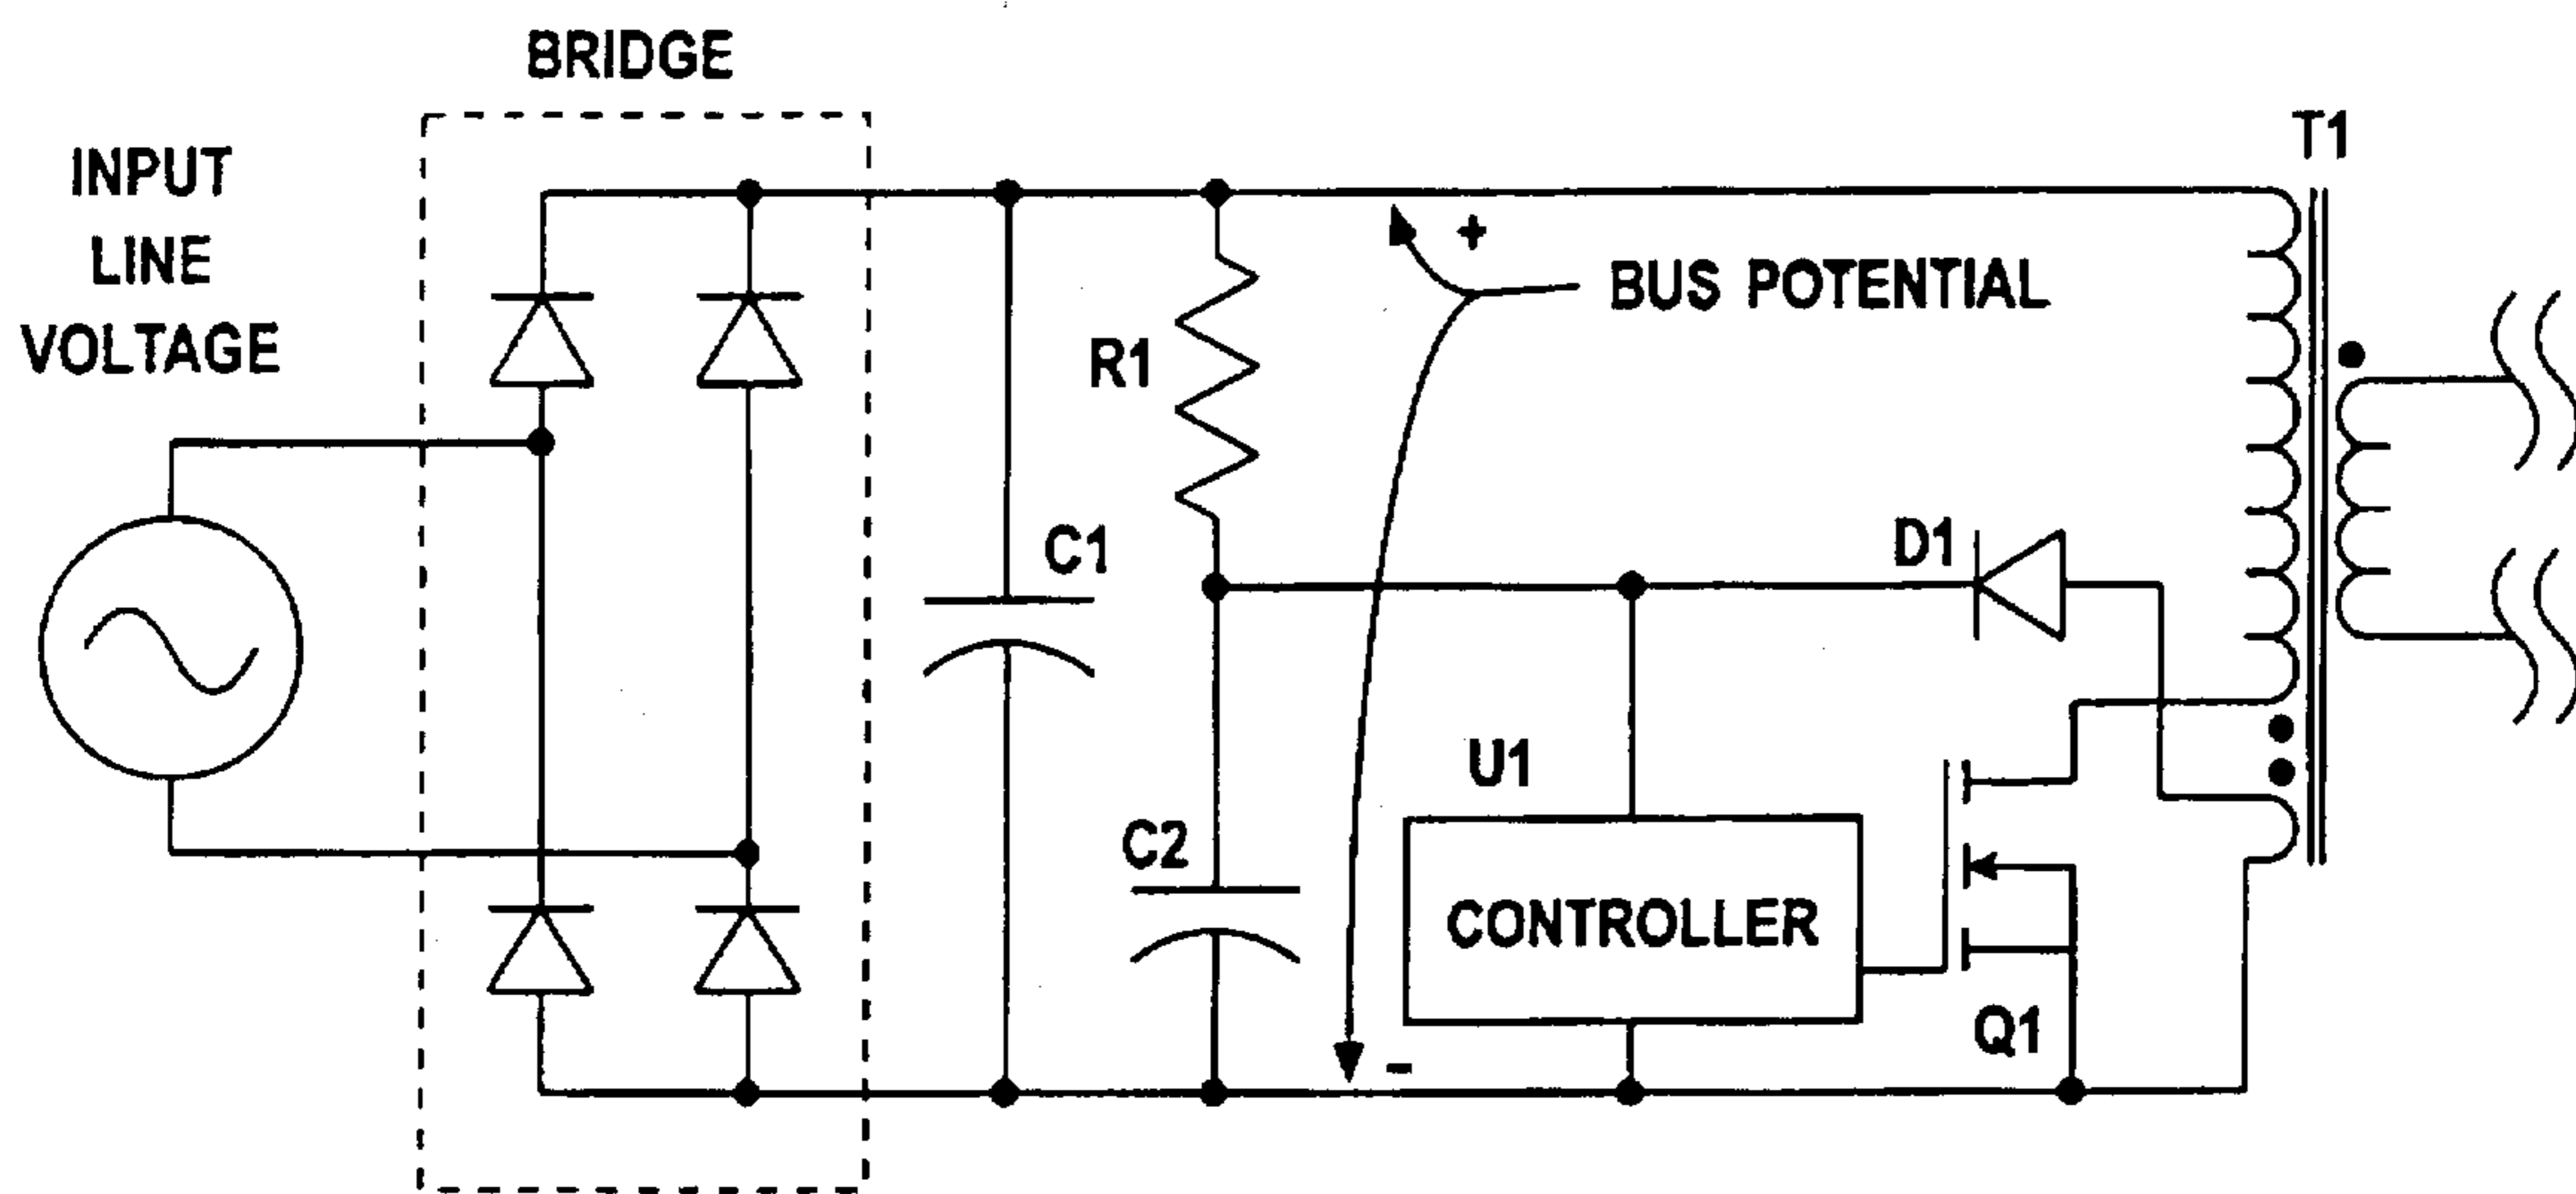 BRIDGE
INPUT
LINE
VOLTAGE
T1
+
BUS POTENTIAL
R1
C1
D1
U1
C2
CONTROLLER
Q1
-